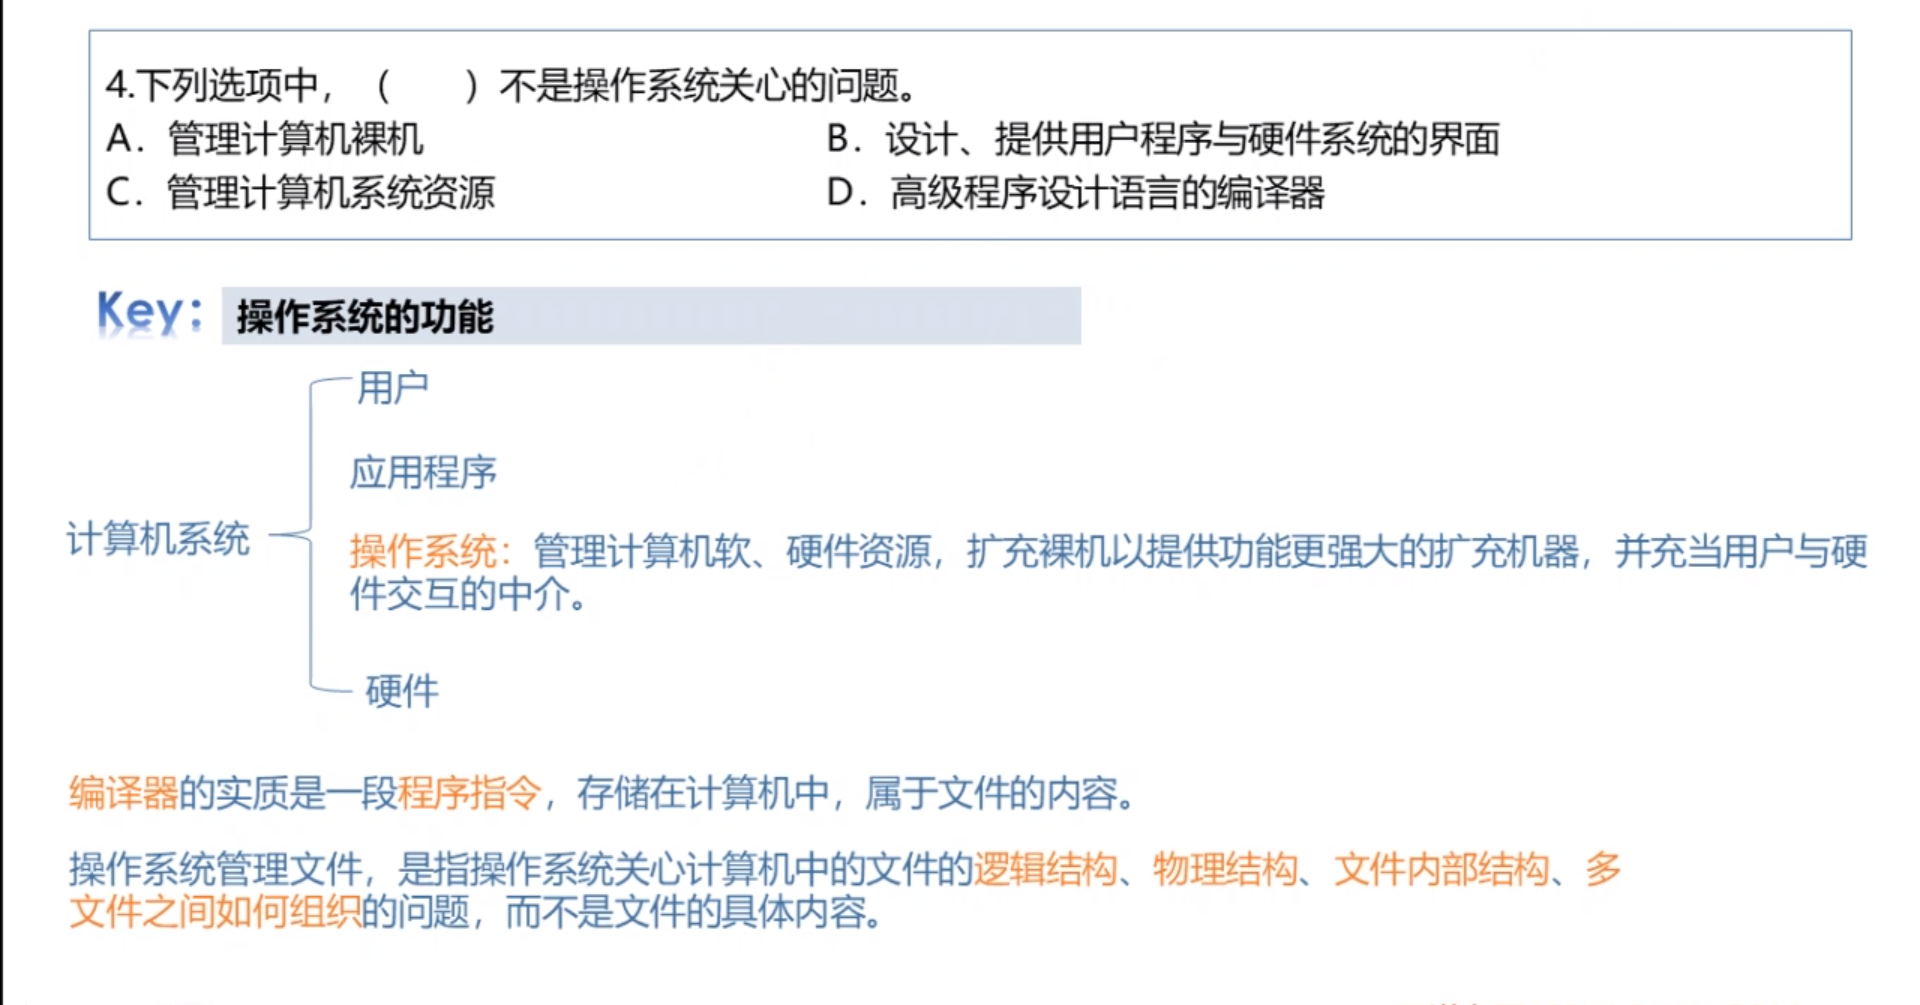 4.下列选项中，（　　）不是操作系统关心的问题。
A．管理计算机裸机 B．设计、提供用户程序与硬件系统的界面
C．管理计算机系统资源 D．高级程序设计语言的编译器
Key: 操作系统的功能
用户
应用程序
计算机系统
操作系统：管理计算机软、硬件资源，扩充裸机以提供功能更强大的扩充机器，并充当用户与硬
件交互的中介。
硬件
编译器的实质是一段程序指令，存储在计算机中，属于文件的内容。
操作系统管理文件，是指操作系统关心计算机中的文件的逻辑结构、物理结构、文件内部结构、多
文件之间如何组织的问题，而不是文件的具体内容。